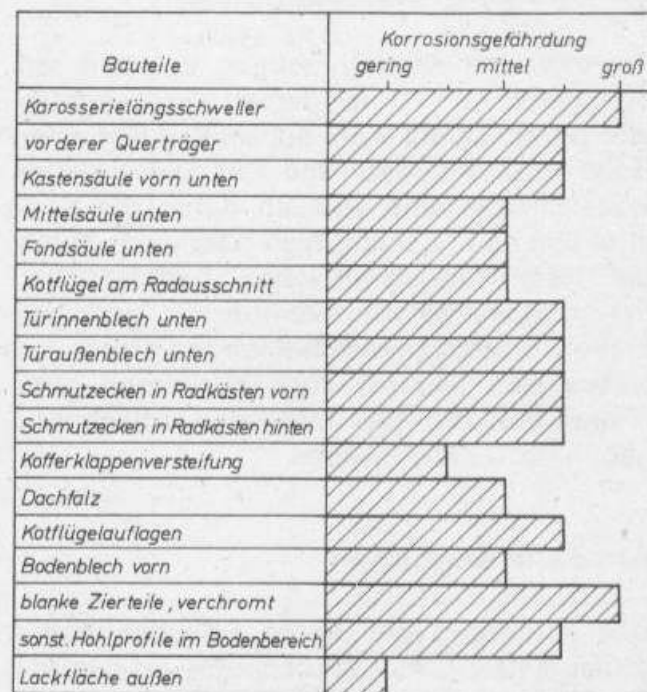 Bauteile
Korrosionsgefährdung
gering mittel groß
Karosserielängsschweller
vorderer Querträger
Kastensäule vorn unten
Mittelsäule unten
Fondsäule unten
Kotflügel am Radausschnitt
Türinnenblech unten
Türaußenblech unten
Schmutzecken in Radkästen vorn
Schmutzecken in Radkästen hinten
Kofferklappenversteifung
Dachfalz
Kotflügelauflagen
Bodenblech vorn
blanke Zierteile, verchromt
sonst. Hohlprofile im Bodenbereich
Lackfläche außen